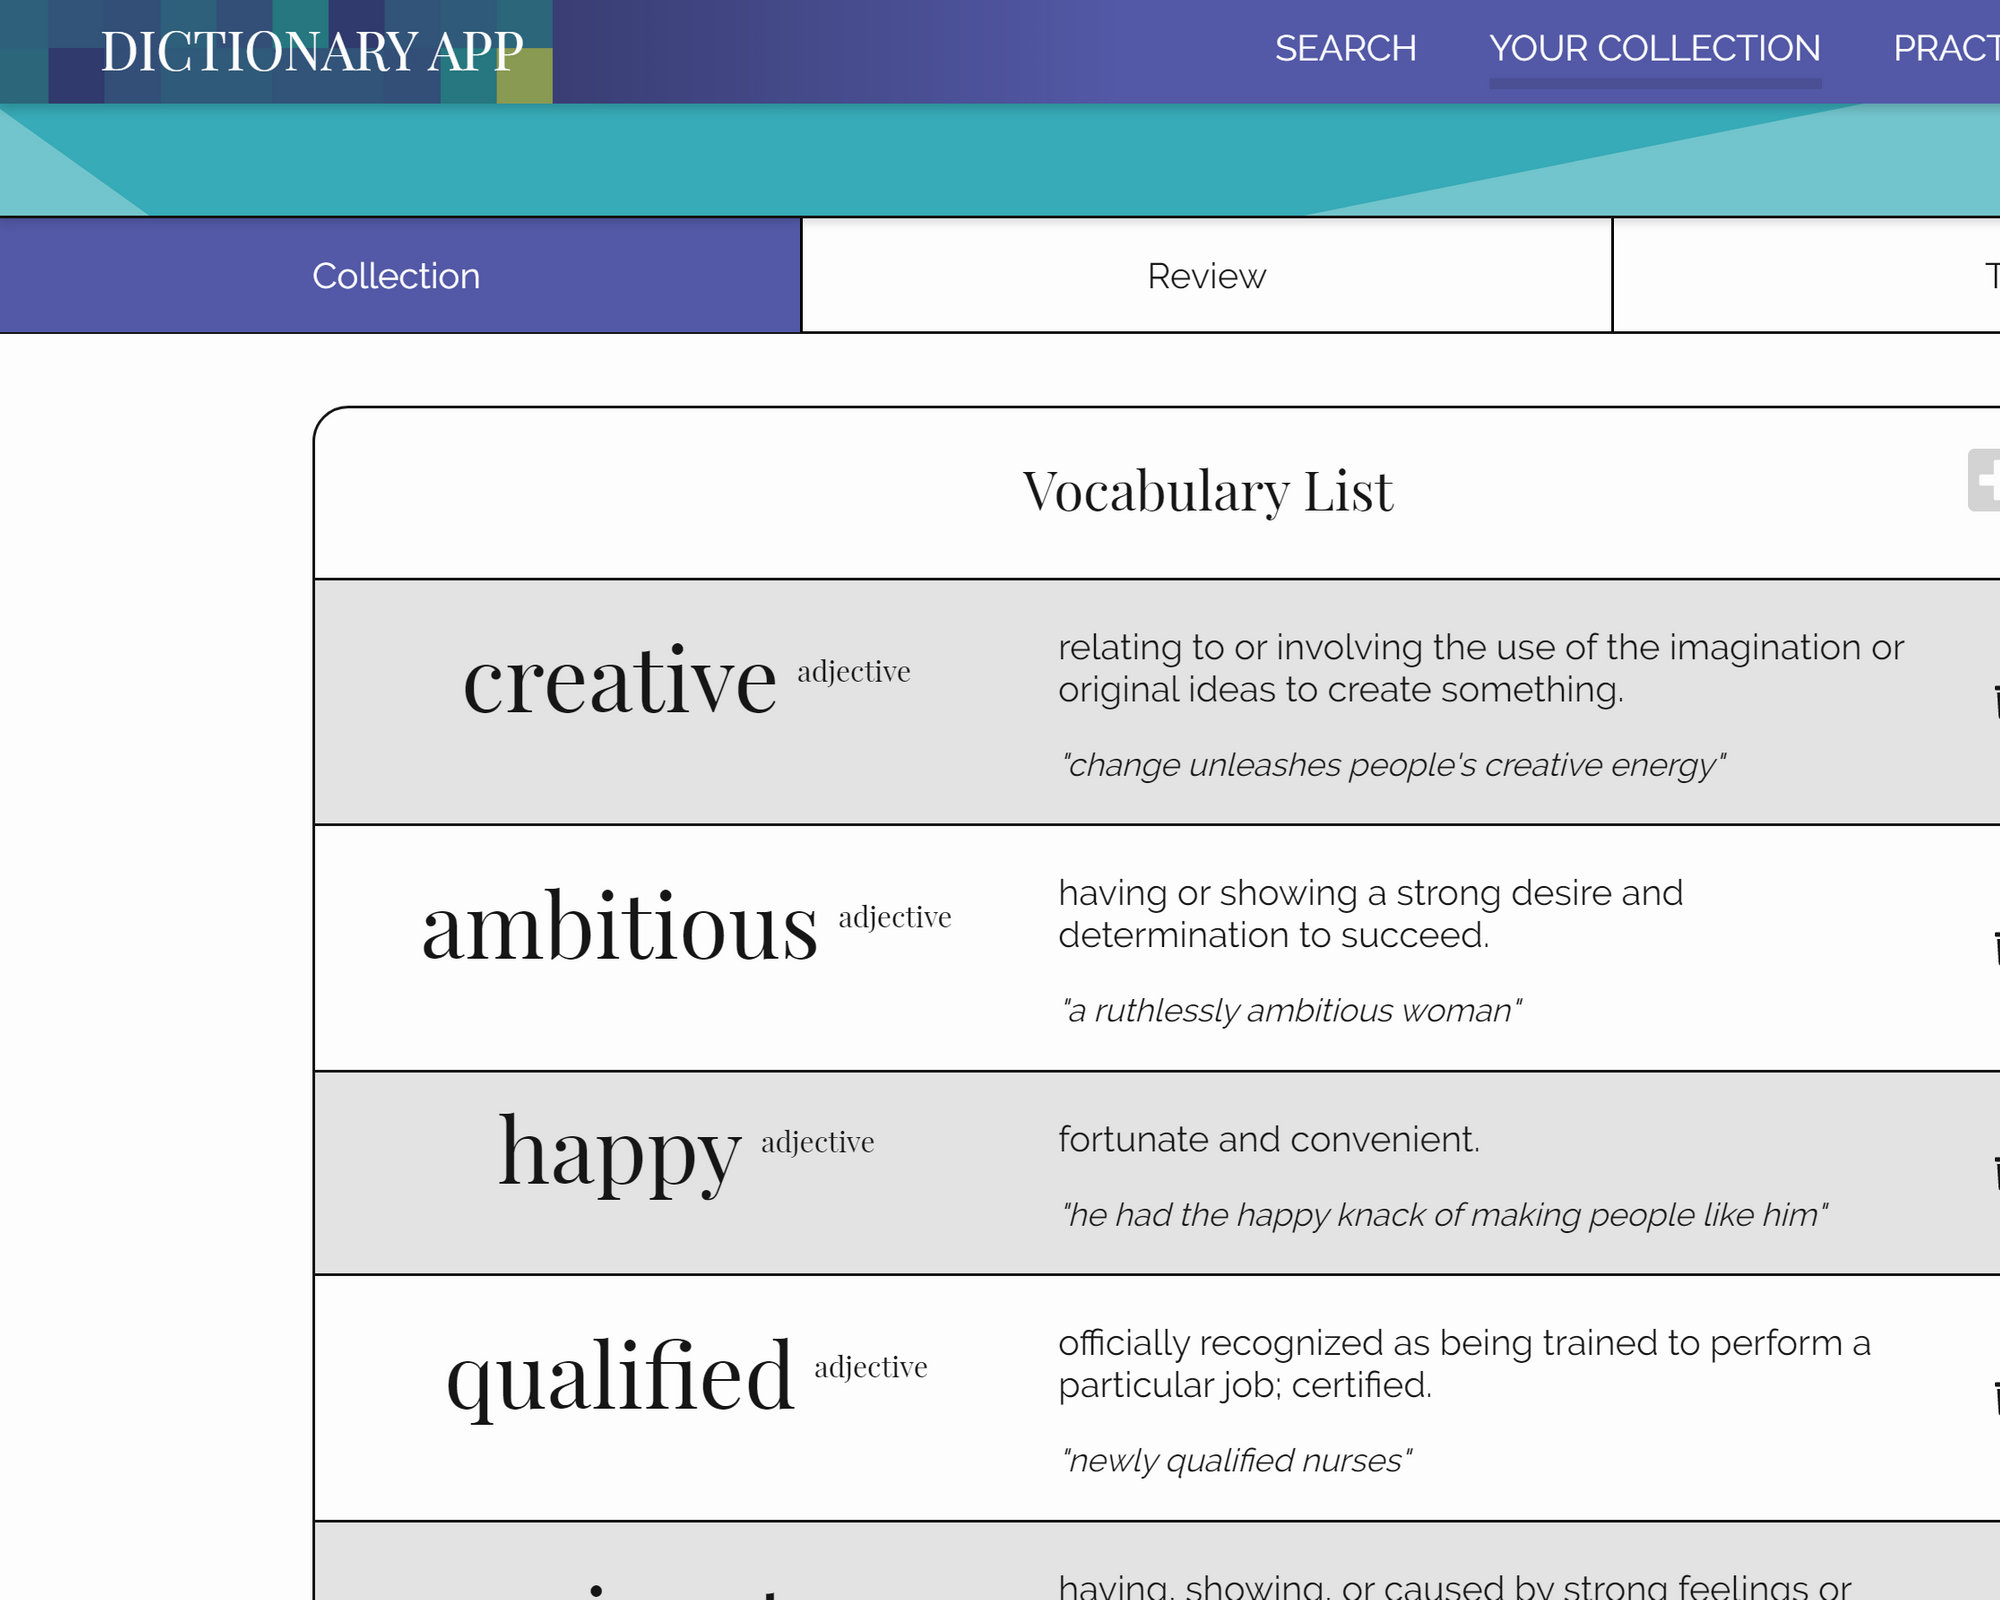 DICTIONARY APP
SEARCH
YOUR COLLECTION
Collection
Review
Vocabulary List
creative adjective
relating to or involving the use of the imagination or
original ideas to create something.
"change unleashes people's creative energy"
ambitious adjective
having or showing a strong desire and
determination to succeed.
"a ruthlessly ambitious woman"
happy adjective
fortunate and convenient.
"he had the happy knack of making people like him"
qualified adjective
officially recognized as being trained to perform a
particular job; certified.
"newly qualified nurses"
having, showing, or caused by strong feelings or